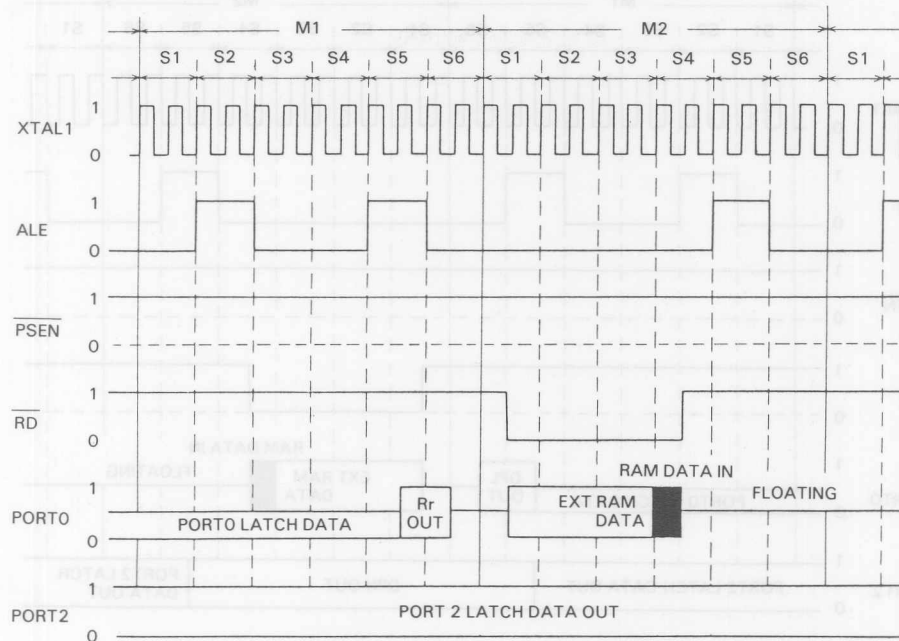 M1 M2
S1 S2 S3 S4 S5 S6 S1 S2 S3 S4 S5 S6 S1
1
XTAL1
0
1
ALE
0
1
PSEN
0
1
RD
0
RAM DATA IN
1
PORT0
0
PORT0 LATCH DATA
Rr
OUT
EXT RAM
DATA
FLOATING
1
PORT2
0
PORT 2 LATCH DATA OUT